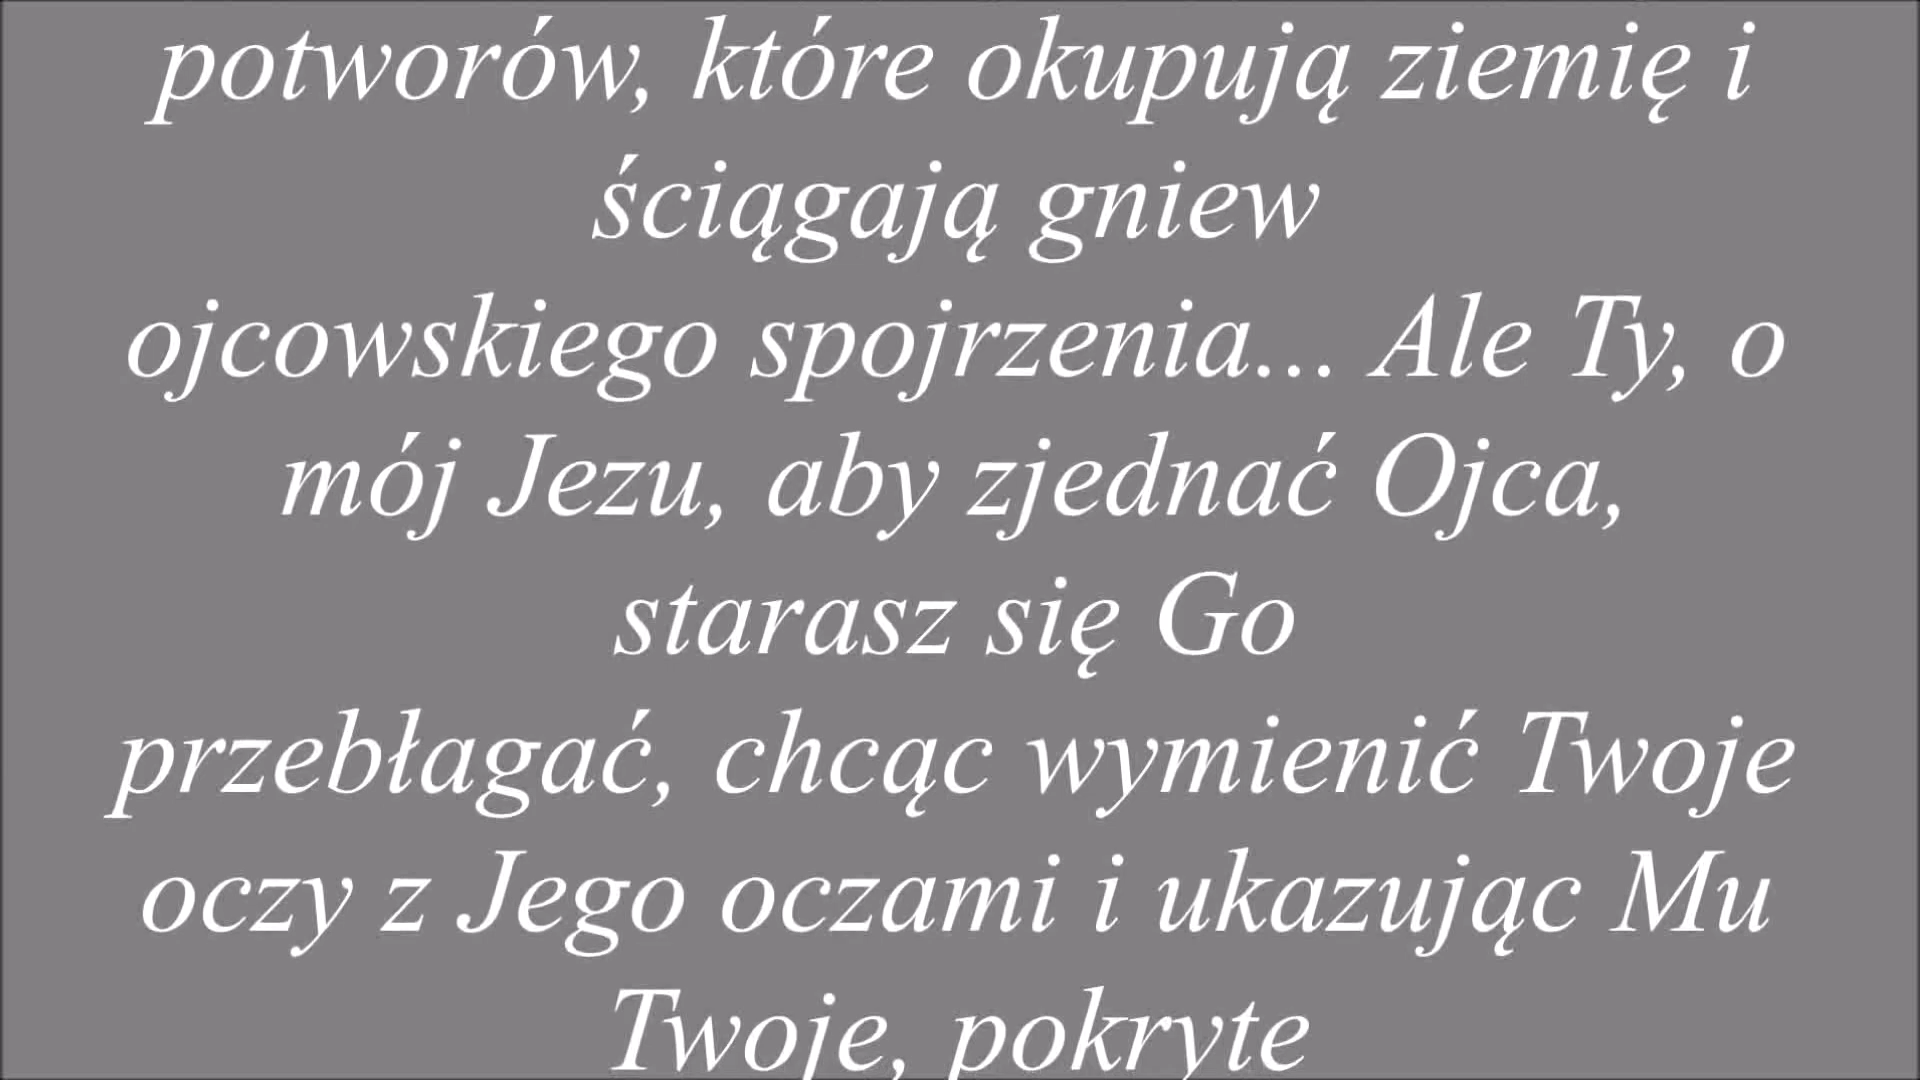 potworów, które okupują ziemię i
ściągają gniew
ojcowskiego spojrzenia... Ale Ty, o
mój Jezu, aby zjednać Ojca,
starasz się Go
przebłagać, chcąc wymienić Twoje
oczy z Jego oczami i ukazując Mu
Twoje, pokryte